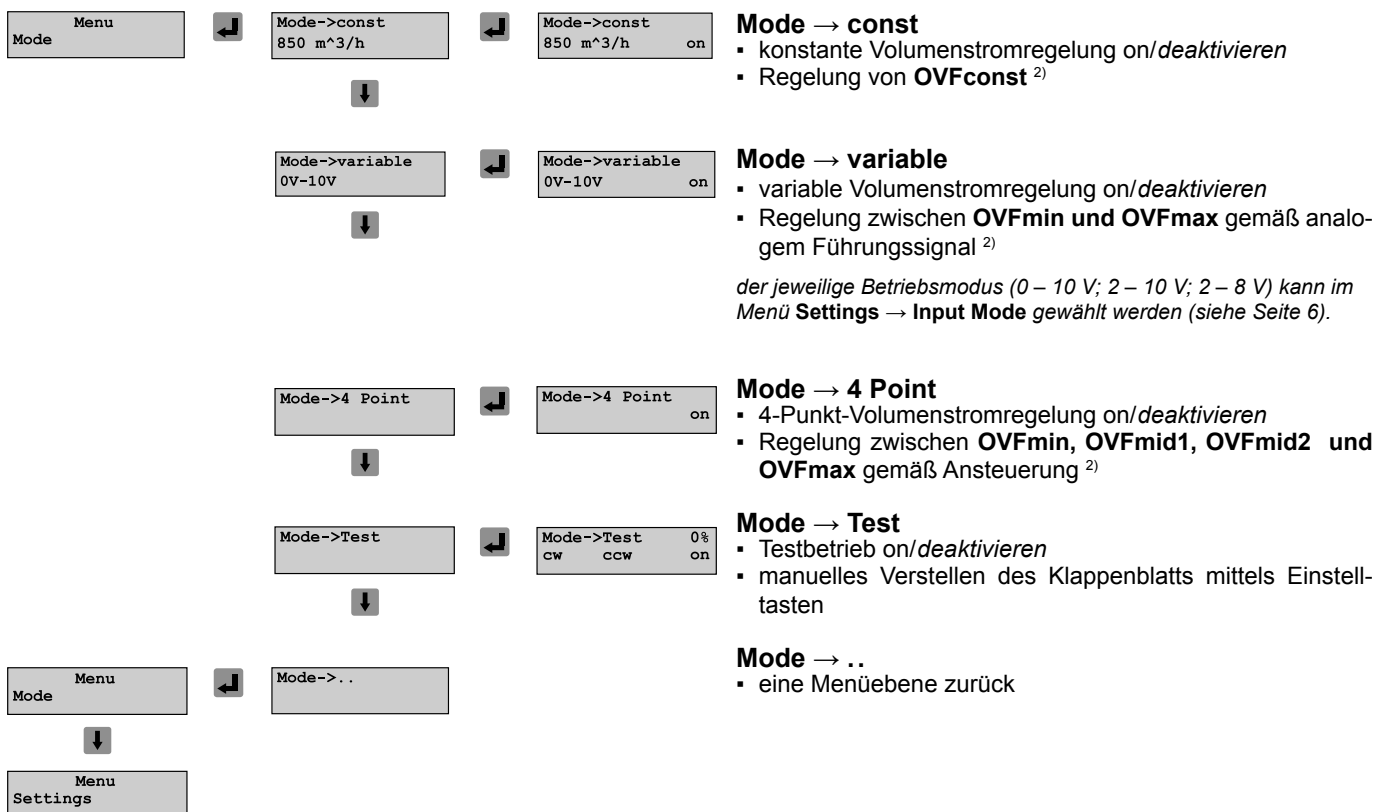 Menu
Mode
Mode->const
850 m^3/h
Mode->const
850 m^3/h on
Mode → const
▪ konstante Volumenstromregelung on/deaktivieren
▪ Regelung von OVFconst 2)
Mode->variable
0V-10V
Mode->variable
0V-10V on
Mode → variable
▪ variable Volumenstromregelung on/deaktivieren
▪ Regelung zwischen OVFmin und OVFmax gemäß analo-
gem Führungssignal 2)
der jeweilige Betriebsmodus (0 – 10 V; 2 – 10 V; 2 – 8 V) kann im
Menü Settings → Input Mode gewählt werden (siehe Seite 6).
Mode->4 Point
Mode->4 Point
on
Mode → 4 Point
▪ 4-Punkt-Volumenstromregelung on/deaktivieren
▪ Regelung zwischen OVFmin, OVFmid1, OVFmid2 und
OVFmax gemäß Ansteuerung 2)
Mode->Test
Mode->Test 0%
cw ccw on
Mode → Test
▪ Testbetrieb on/deaktivieren
▪ manuelles Verstellen des Klappenblatts mittels Einstell-
tasten
Menu
Mode
Mode->..
Mode → ..
▪ eine Menüebene zurück
Menu
Settings